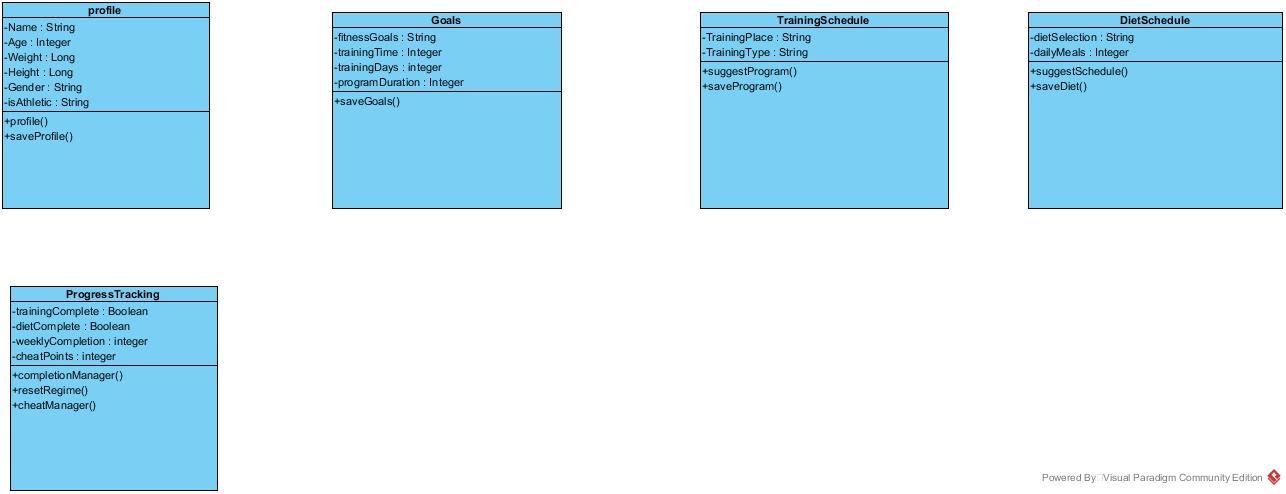 profile
-Name : String
-Age : Integer
-Weight : Long
-Height : Long
-Gender : String
-isAthletic : String
+profile()
+saveProfile()
Goals
-fitnessGoals : String
-trainingTime : Integer
-trainingDays : integer
-programDuration : Integer
+saveGoals()
TrainingSchedule
-TrainingPlace : String
-TrainingType : String
+suggestProgram()
+saveProgram()
DietSchedule
-dietSelection : String
-dailyMeals : Integer
+suggestSchedule()
+saveDiet()
ProgressTracking
-trainingComplete : Boolean
-dietComplete : Boolean
-weeklyCompletion : integer
-cheatPoints : integer
+completionManager()
+resetRegime()
+cheatManager()
Powered By Visual Paradigm Community Edition